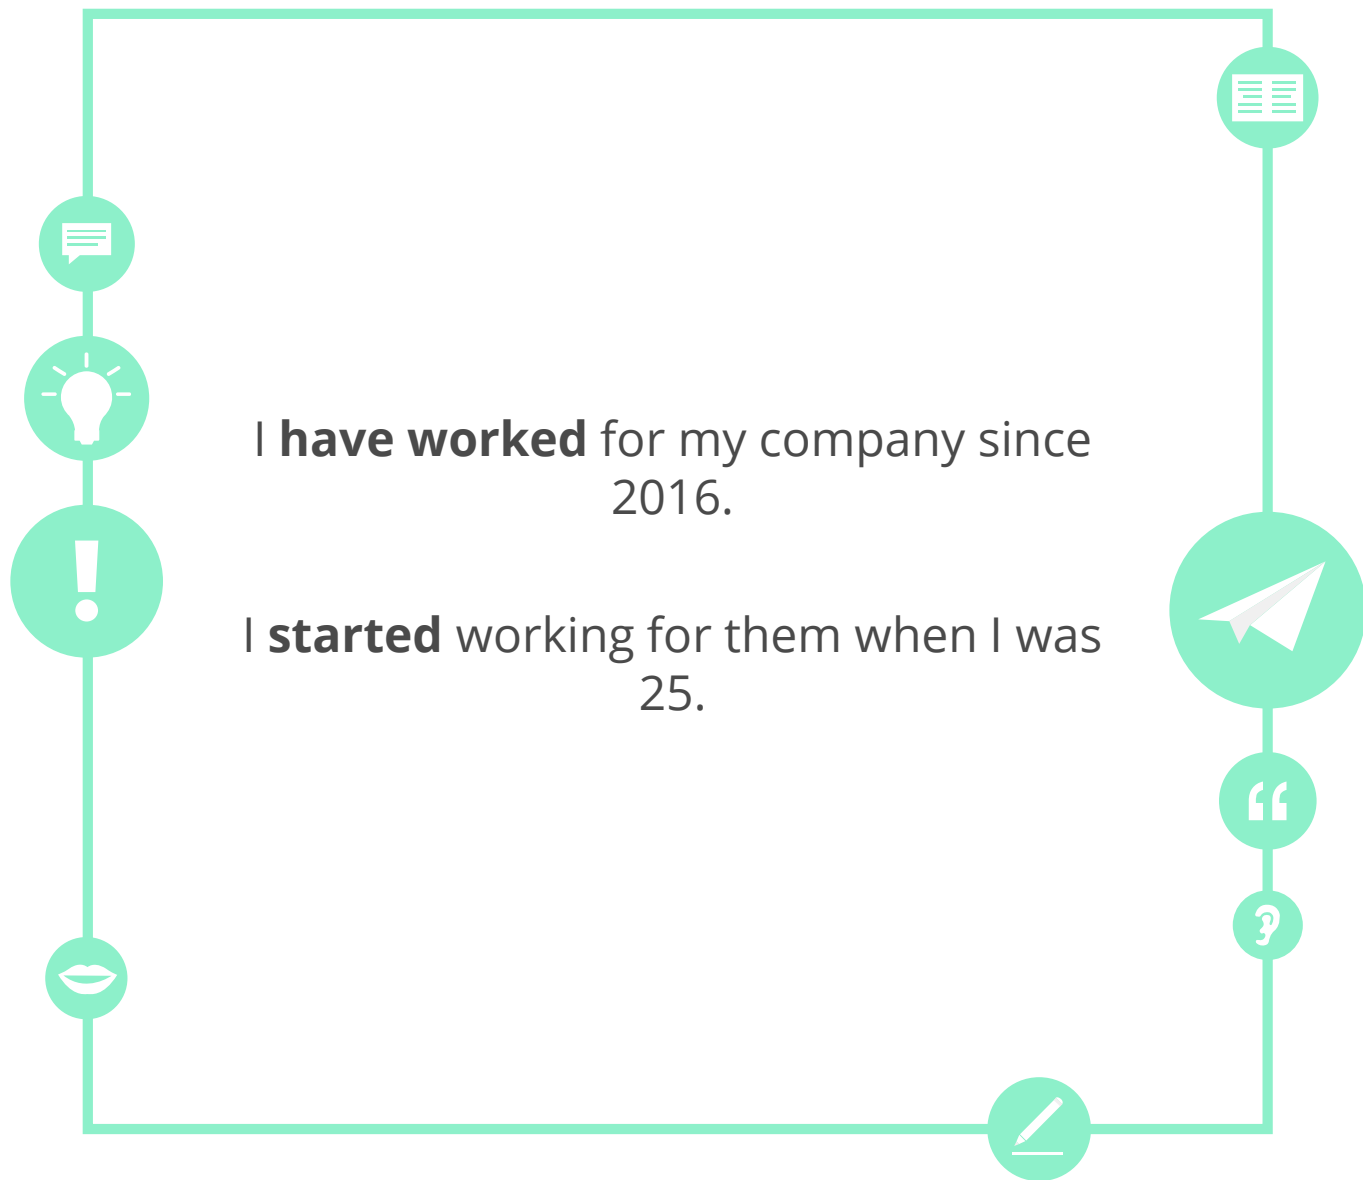 I have worked for my company since
2016.
I started working for them when I was
25.